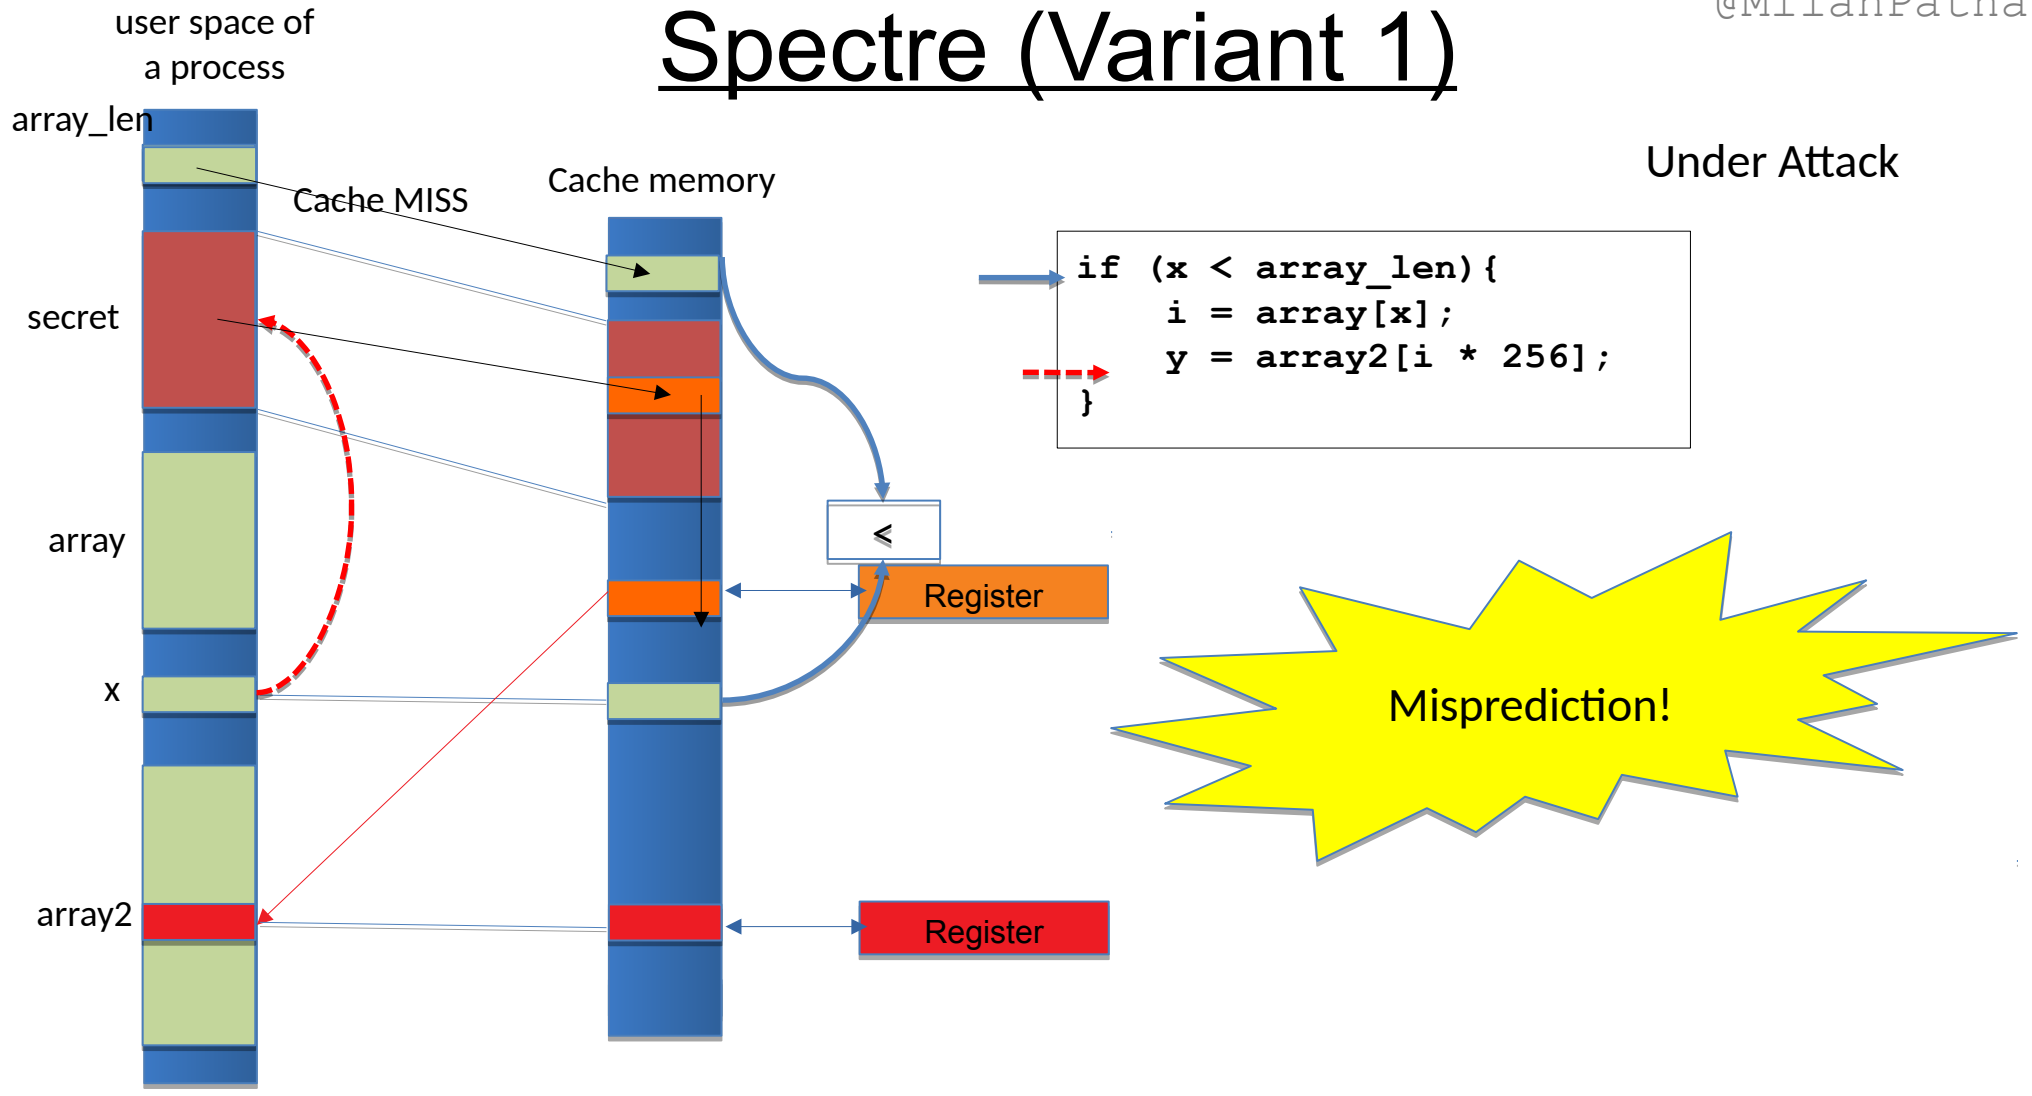 user space of
a process
Spectre (Variant 1)
array_len
Cache MISS
Cache memory
Under Attack
if (x < array_len){
i = array[x];
y = array2[i * 256];
}
secret
<
array
Register
x
Misprediction!
array2
Register